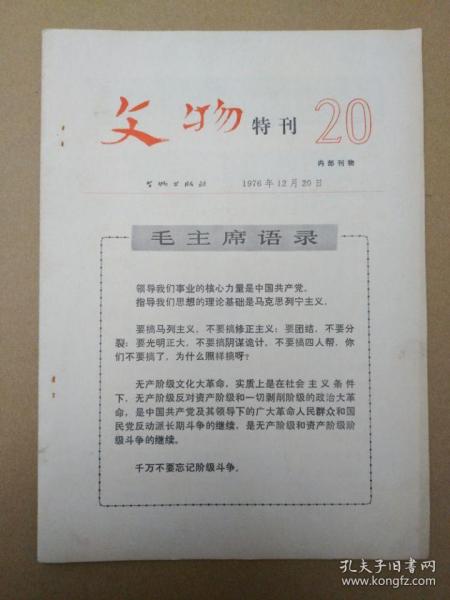 文物 特刊 20
内部刊物
文物出版社 1976年12月20日
毛主席语录
领导我们事业的核心力量是中国共产党。
指导我们思想的理论基础是马克思列宁主义。
要搞马列主义，不要搞修正主义；要团结，不要分
裂；要光明正大，不要搞阴谋诡计。不要搞四人帮，你
们不要搞了，为什么照样搞呀？
无产阶级文化大革命，实质上是在社会主义条件
下，无产阶级反对资产阶级和一切剥削阶级的政治大革
命，是中国共产党及其领导下的广大革命人民群众和国
民党反动派长期斗争的继续，是无产阶级和资产阶级阶
级斗争的继续。
千万不要忘记阶级斗争。
孔夫子旧书网
www.kongfz.com